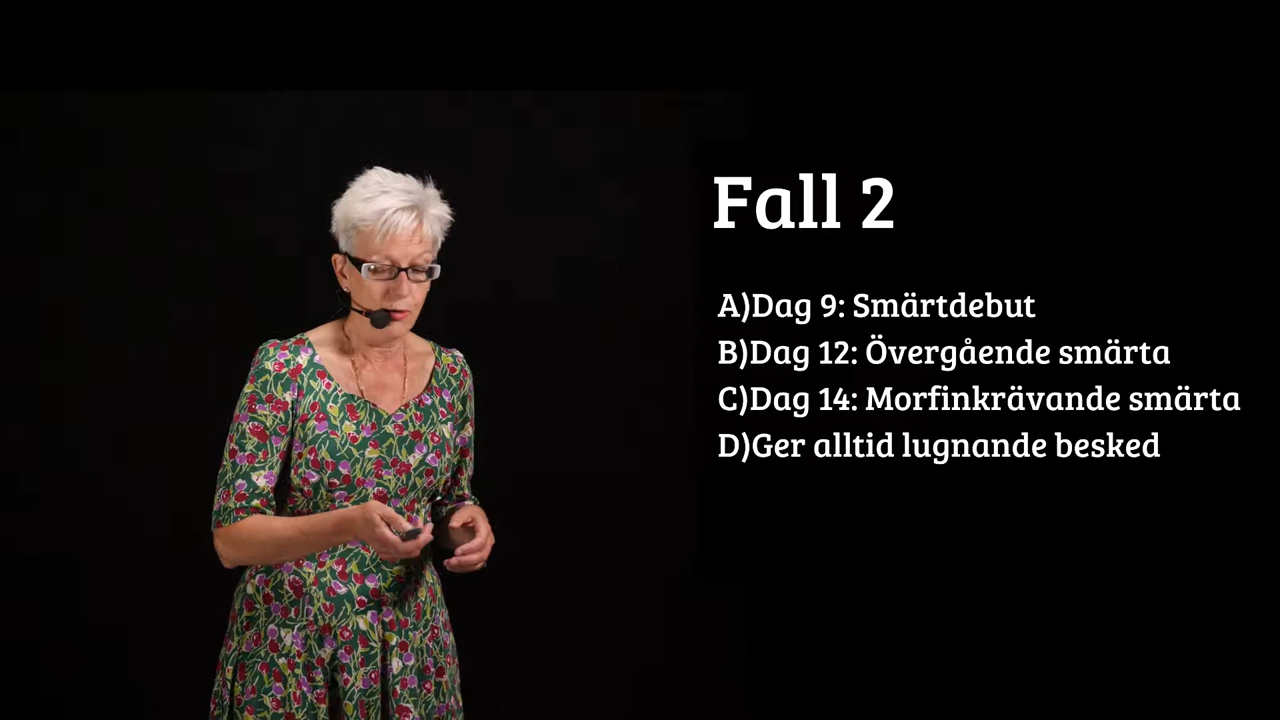 Fall 2
A)Dag 9: Smärtdebut
B)Dag 12: Övergående smärta
C)Dag 14: Morfinkrävande smärta
D)Ger alltid lugnande besked